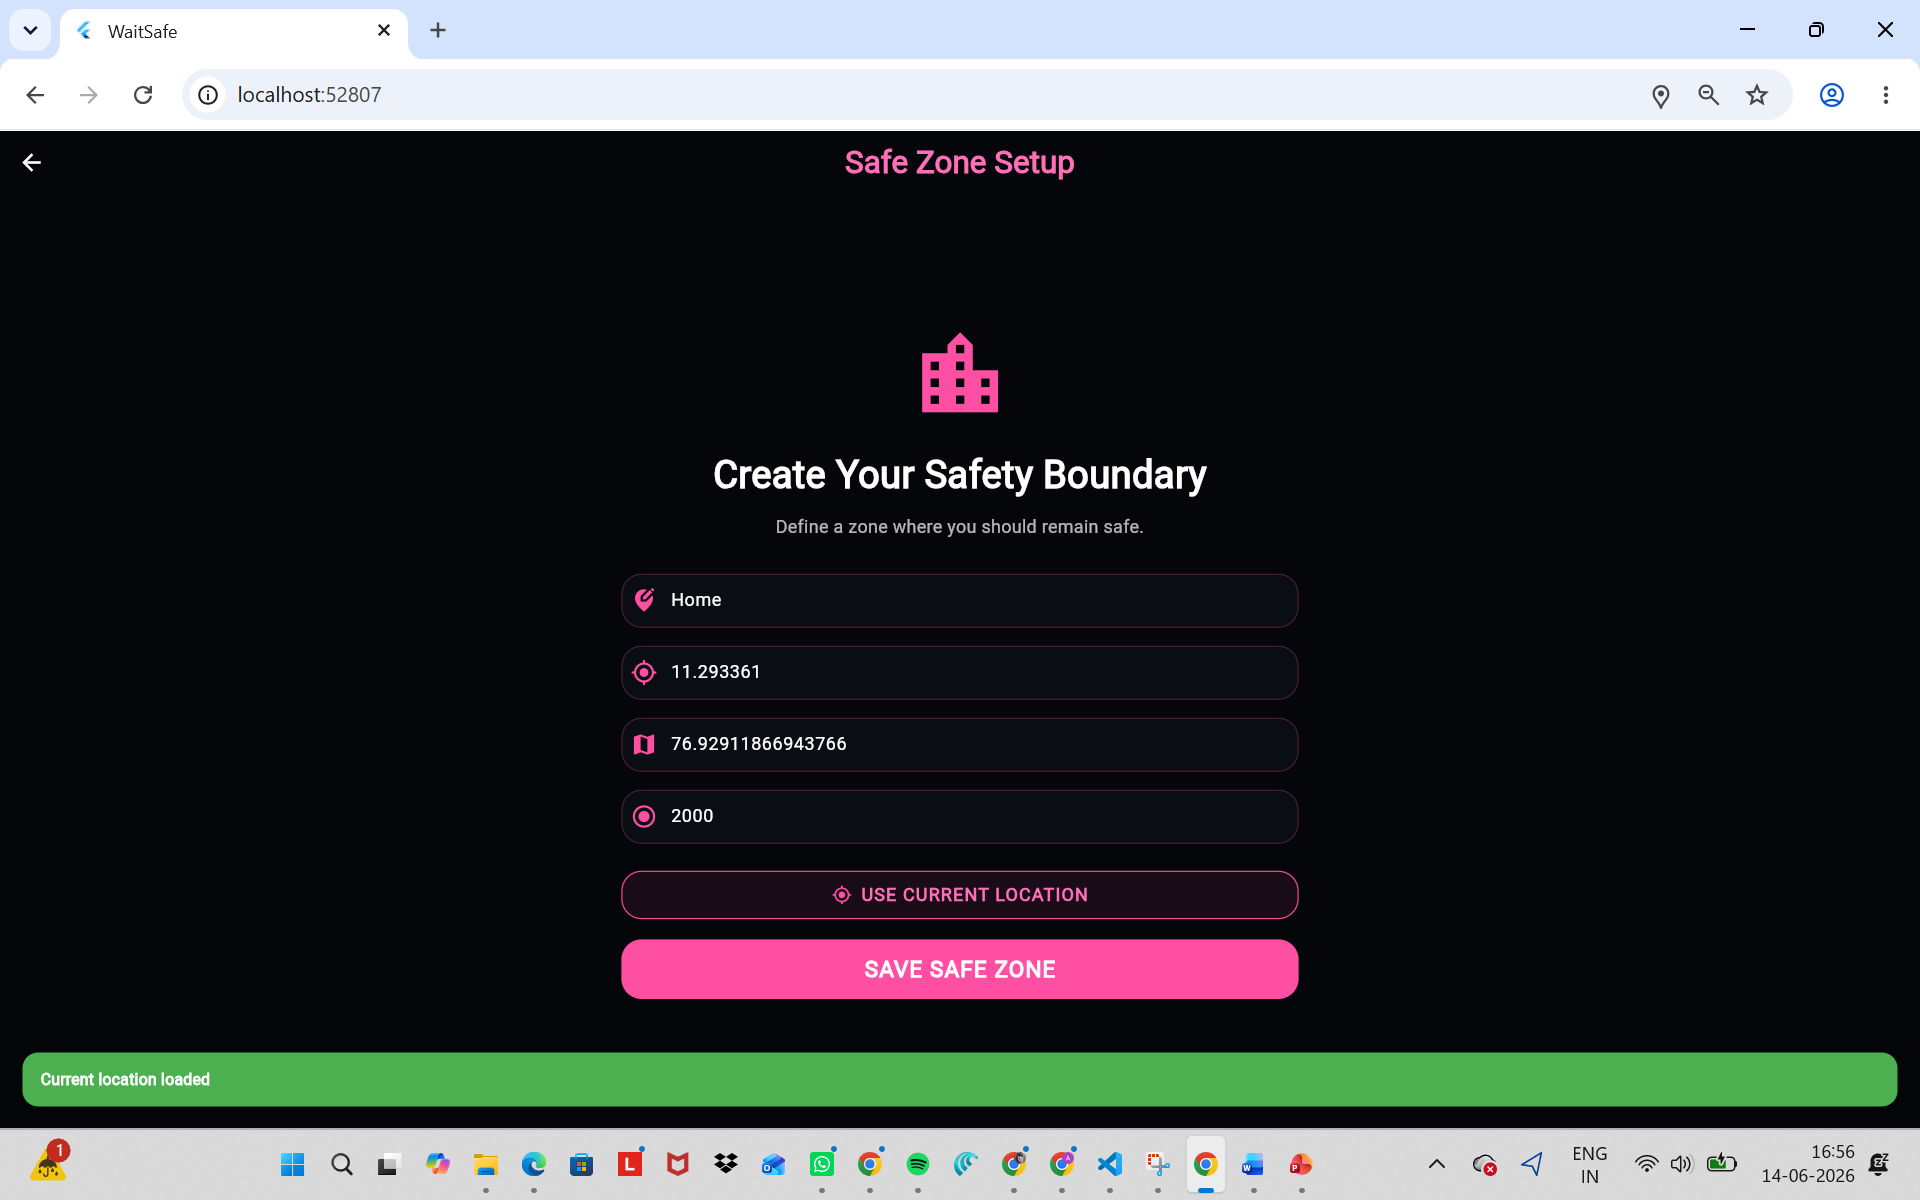 WaitSafe
localhost:52807
Safe Zone Setup
Create Your Safety Boundary
Define a zone where you should remain safe.
Home
11.293361
76.92911866943766
2000
USE CURRENT LOCATION
SAVE SAFE ZONE
Current location loaded
1
L
A
W
P
ENG
IN
16:56
14-06-2026